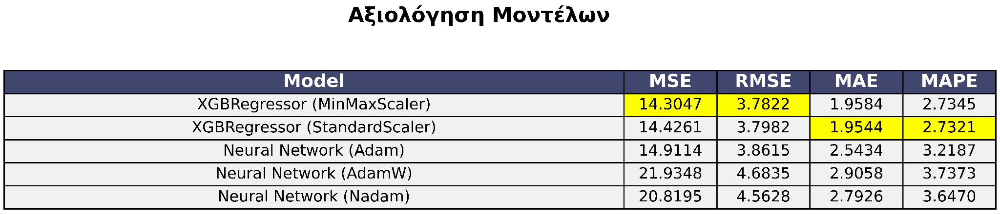 Αξιολόγηση Μοντέλων
Model MSE RMSE MAE MAPE
XGBRegressor (MinMaxScaler) 14.3047 3.7822 1.9584 2.7345
XGBRegressor (StandardScaler) 14.4261 3.7982 1.9544 2.7321
Neural Network (Adam) 14.9114 3.8615 2.5434 3.2187
Neural Network (AdamW) 21.9348 4.6835 2.9058 3.7373
Neural Network (Nadam) 20.8195 4.5628 2.7926 3.6470